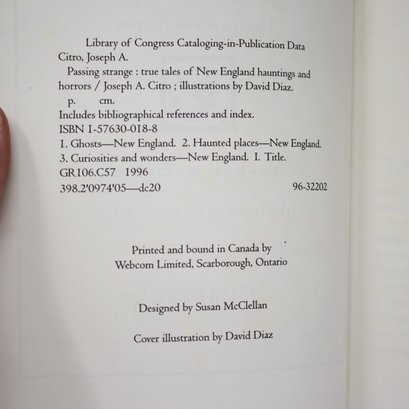 Library of Congress Cataloging-in-Publication Data
Citro, Joseph A.
Passing strange : true tales of New England hauntings and
horrors / Joseph A. Citro ; illustrations by David Diaz.
p. cm.
Includes bibliographical references and index.
ISBN 1-57630-018-8
1. Ghosts—New England. 2. Haunted places—New England.
3. Curiosities and wonders—New England. I. Title.
GR106.C57 1996
398.2'0974'05—dc20 96-32202
Printed and bound in Canada by
Webcom Limited, Scarborough, Ontario
Designed by Susan McClellan
Cover illustration by David Diaz